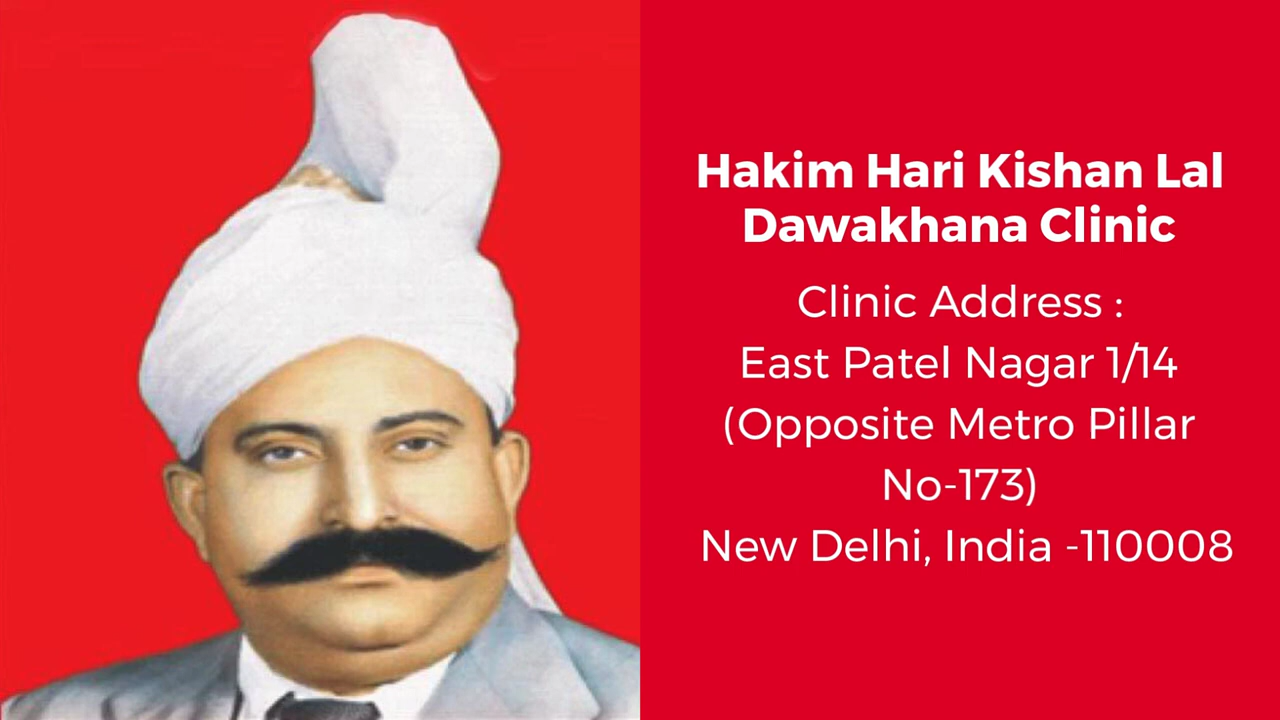 Hakim Hari Kishan Lal
Dawakhana Clinic
Clinic Address :
East Patel Nagar 1/14
(Opposite Metro Pillar
No-173)
New Delhi, India -110008